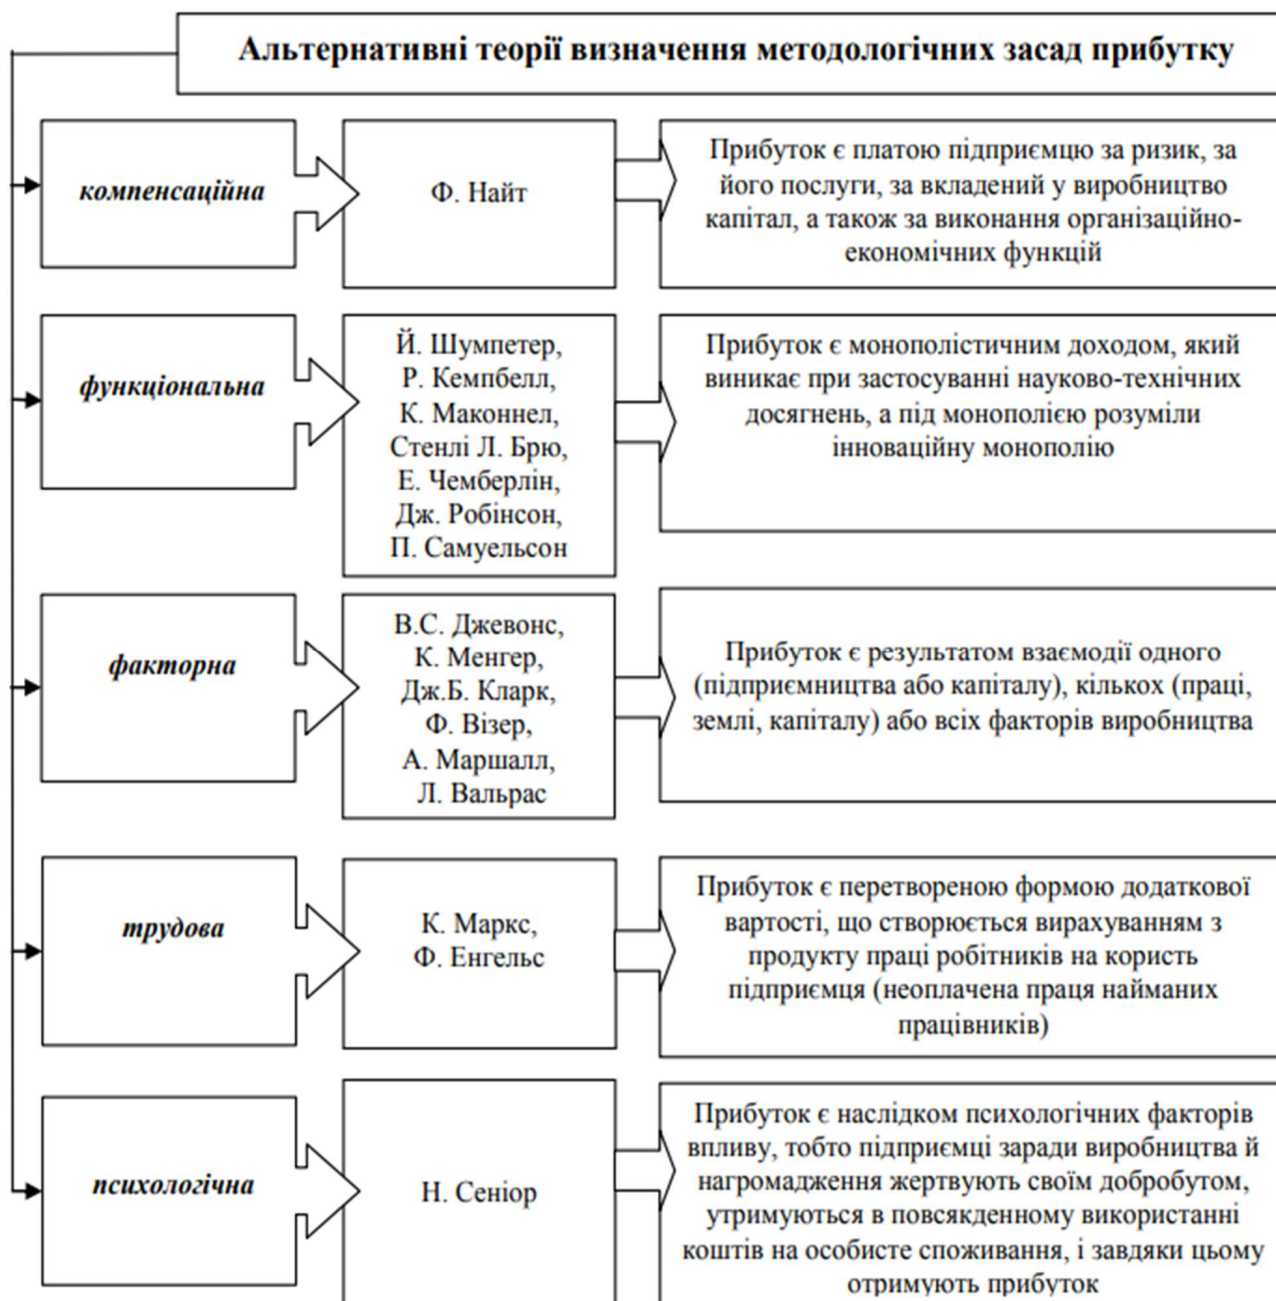 Альтернативні теорії визначення методологічних засад прибутку
компенсаційна
Ф. Найт
Прибуток є платою підприємцю за ризик, за
його послуги, за вкладений у виробництво
капітал, а також за виконання організаційно-
економічних функцій
функціональна
Й. Шумпетер,
Р. Кемпбелл,
К. Маконнел,
Стенлі Л. Брю,
Е. Чемберлін,
Дж. Робінсон,
П. Самуельсон
Прибуток є монополістичним доходом, який
виникає при застосуванні науково-технічних
досягнень, а під монополією розуміли
інноваційну монополію
факторна
В.С. Джевонс,
К. Менгер,
Дж.Б. Кларк,
Ф. Візер,
А. Маршалл,
Л. Вальрас
Прибуток є результатом взаємодії одного
(підприємництва або капіталу), кількох (праці,
землі, капіталу) або всіх факторів виробництва
трудова
К. Маркс,
Ф. Енгельс
Прибуток є перетвореною формою додаткової
вартості, що створюється вирахуванням з
продукту праці робітників на користь
підприємця (неоплачена праця найманих
працівників)
психологічна
Н. Сеніор
Прибуток є наслідком психологічних факторів
впливу, тобто підприємці заради виробництва й
нагромадження жертвують своїм добробутом,
утримуються в повсякденному використанні
коштів на особисте споживання, і завдяки цьому
отримують прибуток